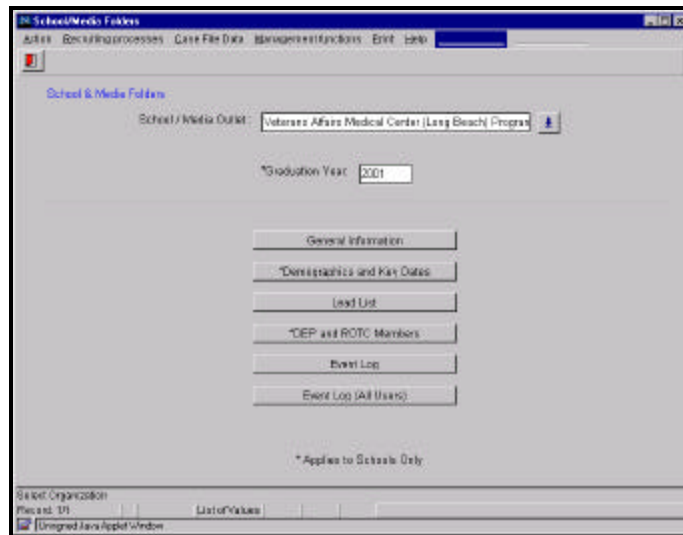 School/Media Folders
Action Recruiting processes Case File Data Management functions Print Help
School & Media Folders
School / Media Outlet: Veterans Affairs Medical Center (Long Beach) Program
*Graduation Year: 2001
General Information
*Demographics and Key Dates
Lead List
*DEP and ROTC Members
Event Log
Event Log (All Users)
* Applies to Schools Only
Select Organization
Record: 1/1 List of Values
Unsigned Java Applet Window